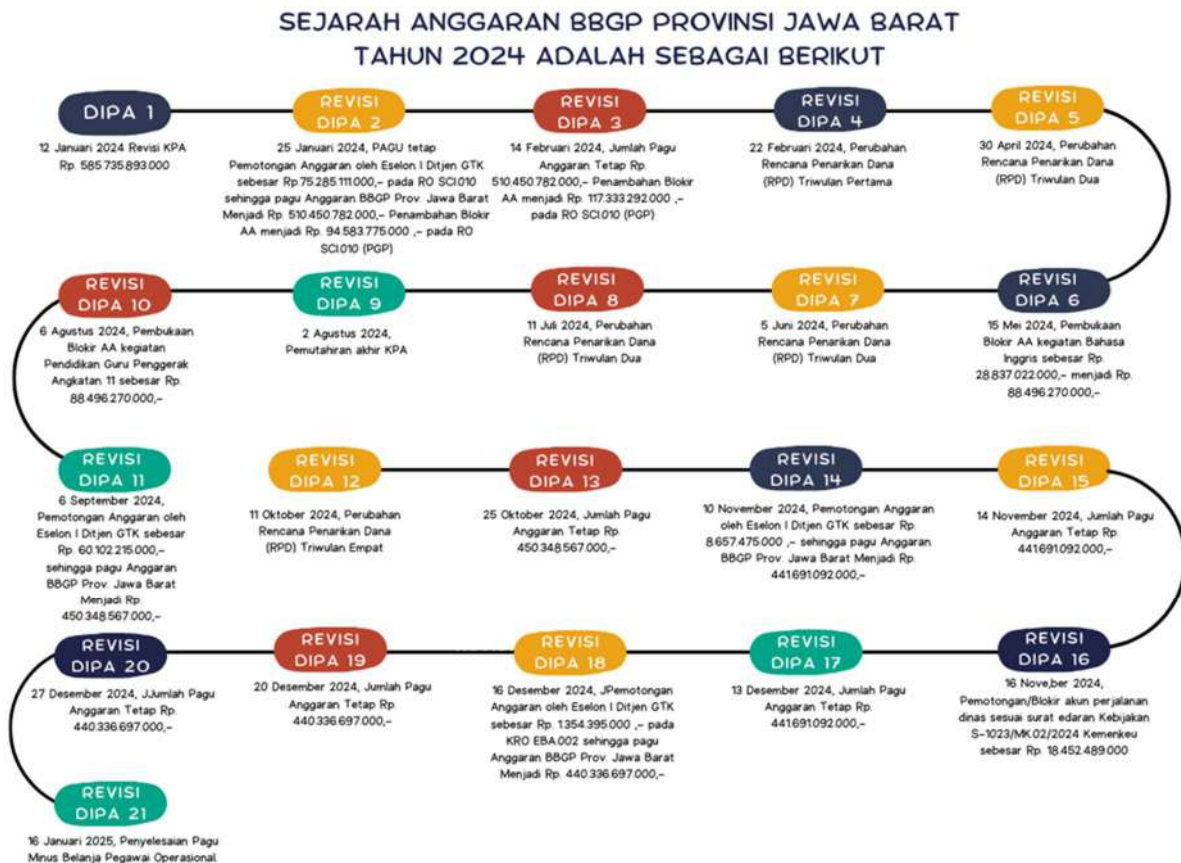 SEJARAH ANGGARAN BBGP PROVINSI JAWA BARAT
TAHUN 2024 ADALAH SEBAGAI BERIKUT
DIPA 1
12 Januari 2024 Revisi KPA
Rp. 585.735.893.000
REVISI
DIPA 2
25 Januari 2024, PAGU tetap
Pemotongan Anggaran oleh Eselon I Ditjen GTK
sebesar Rp.75.285.111.000,- pada RO SCI.010
sehingga pagu Anggaran BBGP Prov. Jawa Barat
Menjadi Rp. 510.450.782.000,- Penambahan Blokir
AA menjadi Rp. 94.583.775.000 ,- pada RO
SCI.010 (PGP)
REVISI
DIPA 3
14 Februari 2024, Jumlah Pagu
Anggaran Tetap Rp.
510.450.782.000,- Penambahan Blokir
AA menjadi Rp. 117.333.292.000 ,-
pada RO SCI.010 (PGP)
REVISI
DIPA 4
22 Februari 2024, Perubahan
Rencana Penarikan Dana
(RPD) Triwulan Pertama
REVISI
DIPA 5
30 April 2024, Perubahan
Rencana Penarikan Dana
(RPD) Triwulan Dua
REVISI
DIPA 10
6 Agustus 2024, Pembukaan
Blokir AA kegiatan
Pendidikan Guru Penggerak
Angkatan 11 sebesar Rp.
88.496.270.000,-
REVISI
DIPA 9
2 Agustus 2024,
Pemutahiran akhir KPA
REVISI
DIPA 8
11 Juli 2024, Perubahan
Rencana Penarikan Dana
(RPD) Triwulan Dua
REVISI
DIPA 7
5 Juni 2024, Perubahan
Rencana Penarikan Dana
(RPD) Triwulan Dua
REVISI
DIPA 6
15 Mei 2024, Pembukaan
Blokir AA kegiatan Bahasa
Inggris sebesar Rp.
28.837.022.000,- menjadi Rp.
88.496.270.000,-
REVISI
DIPA 11
6 September 2024,
Pemotongan Anggaran oleh
Eselon I Ditjen GTK sebesar
Rp. 60.102.215.000,-
sehingga pagu Anggaran
BBGP Prov. Jawa Barat
Menjadi Rp.
450.348.567.000,-
REVISI
DIPA 12
11 Oktober 2024, Perubahan
Rencana Penarikan Dana
(RPD) Triwulan Empat
REVISI
DIPA 13
25 Oktober 2024, Jumlah Pagu
Anggaran Tetap Rp.
450.348.567.000,-
REVISI
DIPA 14
10 November 2024, Pemotongan Anggaran
oleh Eselon I Ditjen GTK sebesar Rp.
8.657.475.000 ,- sehingga pagu Anggaran
BBGP Prov. Jawa Barat Menjadi Rp.
441.691.092.000,-
REVISI
DIPA 15
14 November 2024, Jumlah Pagu
Anggaran Tetap Rp.
441.691.092.000,-
REVISI
DIPA 20
27 Desember 2024, JJumlah Pagu
Anggaran Tetap Rp.
440.336.697.000,-
REVISI
DIPA 19
20 Desember 2024, Jumlah Pagu
Anggaran Tetap Rp.
440.336.697.000,-
REVISI
DIPA 18
16 Desember 2024, JPemotongan
Anggaran oleh Eselon I Ditjen GTK
sebesar Rp. 1.354.395.000 ,- pada
KRO EBA.002 sehingga pagu
Anggaran BBGP Prov. Jawa Barat
Menjadi Rp. 440.336.697.000,-
REVISI
DIPA 17
13 Desember 2024, Jumlah Pagu
Anggaran Tetap Rp.
441.691.092.000,-
REVISI
DIPA 16
16 Nove,ber 2024,
Pemotongan/Blokir akun perjalanan
dinas sesuai surat edaran Kebijakan
S-1023/MK.02/2024 Kemenkeu
sebesar Rp. 18.452.489.000
REVISI
DIPA 21
16 Januari 2025, Penyelesaian Pagu
Minus Belanja Pegawai Operasional